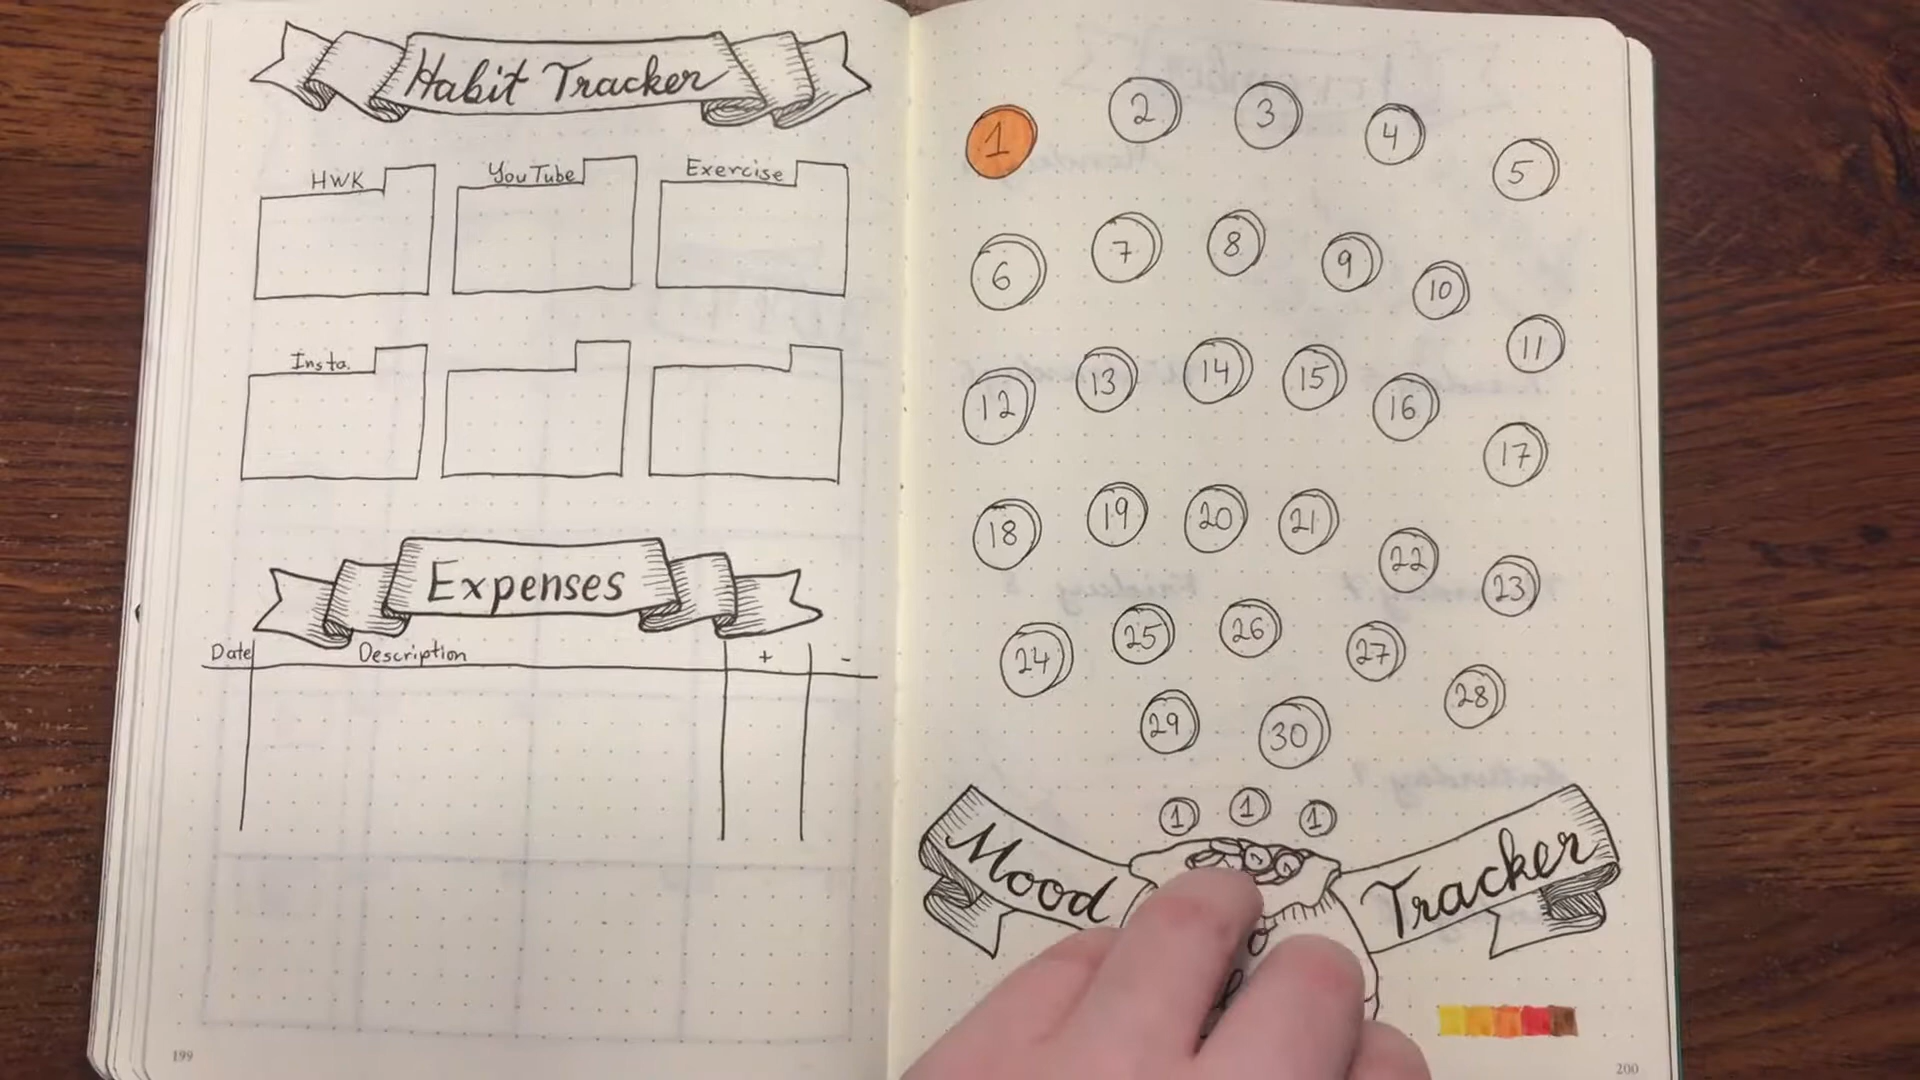 Habit Tracker
HWK
YouTube
Exercise
Insta.
Expenses
Date Description + -
199
1 2 3 4 5
6 7 8 9 10 11
12 13 14 15 16 17
18 19 20 21 22 23
24 25 26 27 28
29 30
1 1 1
Mood Tracker
200